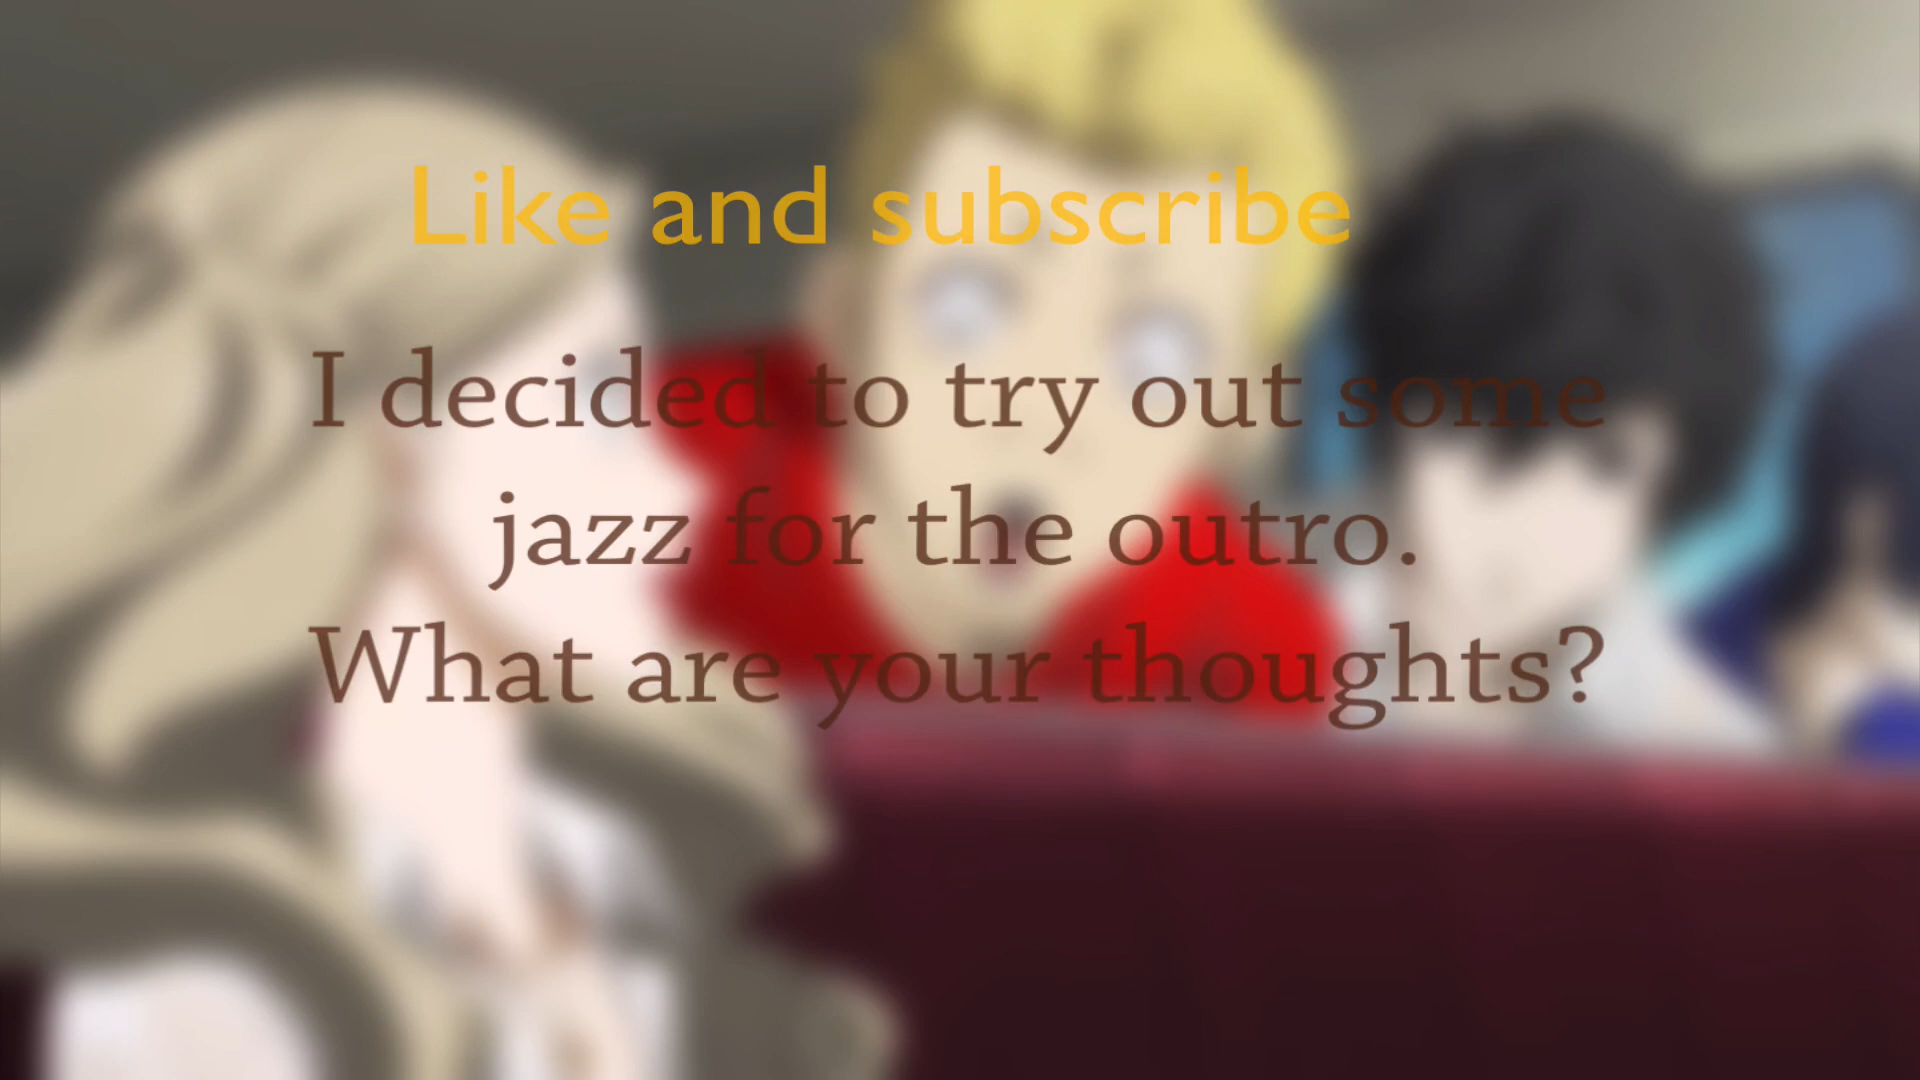 Like and subscribe
I decided to try out some
jazz for the outro.
What are your thoughts?